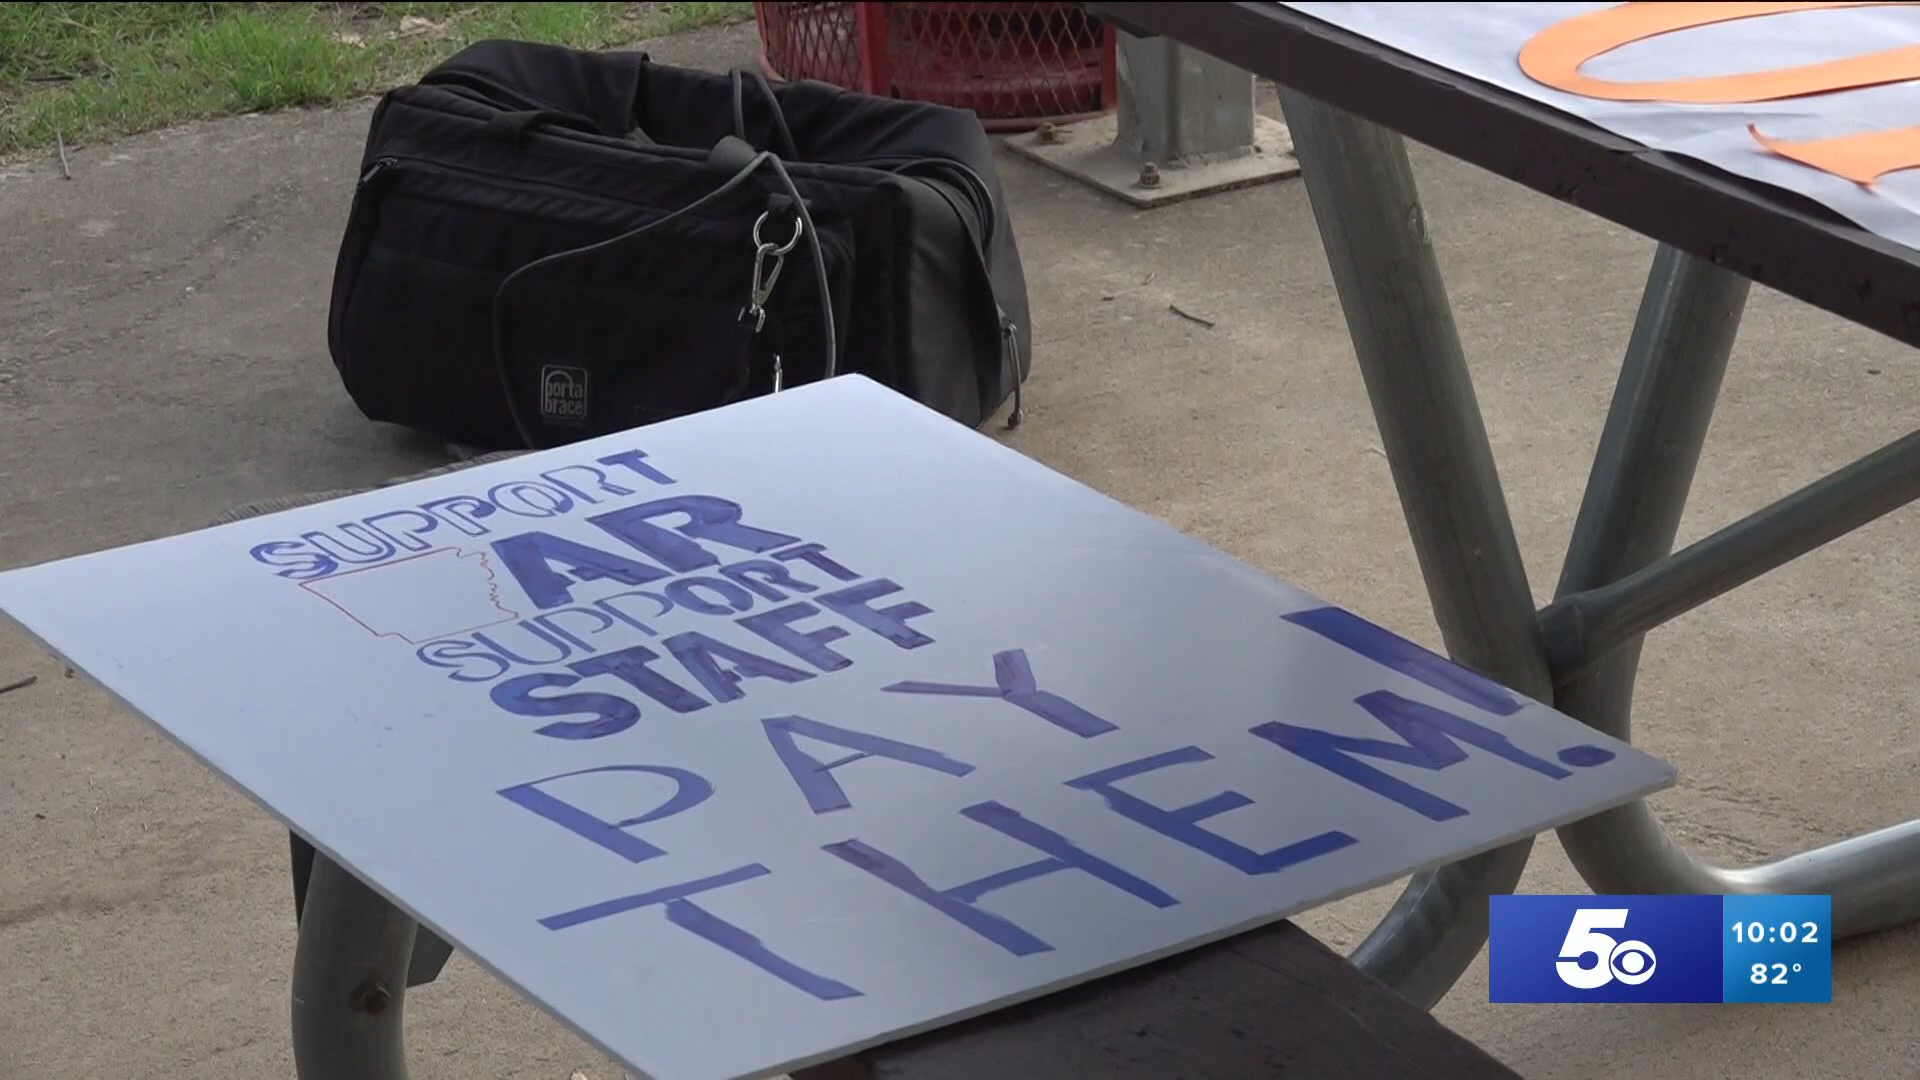 porta
brace
SUPPORT
AR
SUPPORT
STAFF
PAY
THEM!
5
10:02
82°